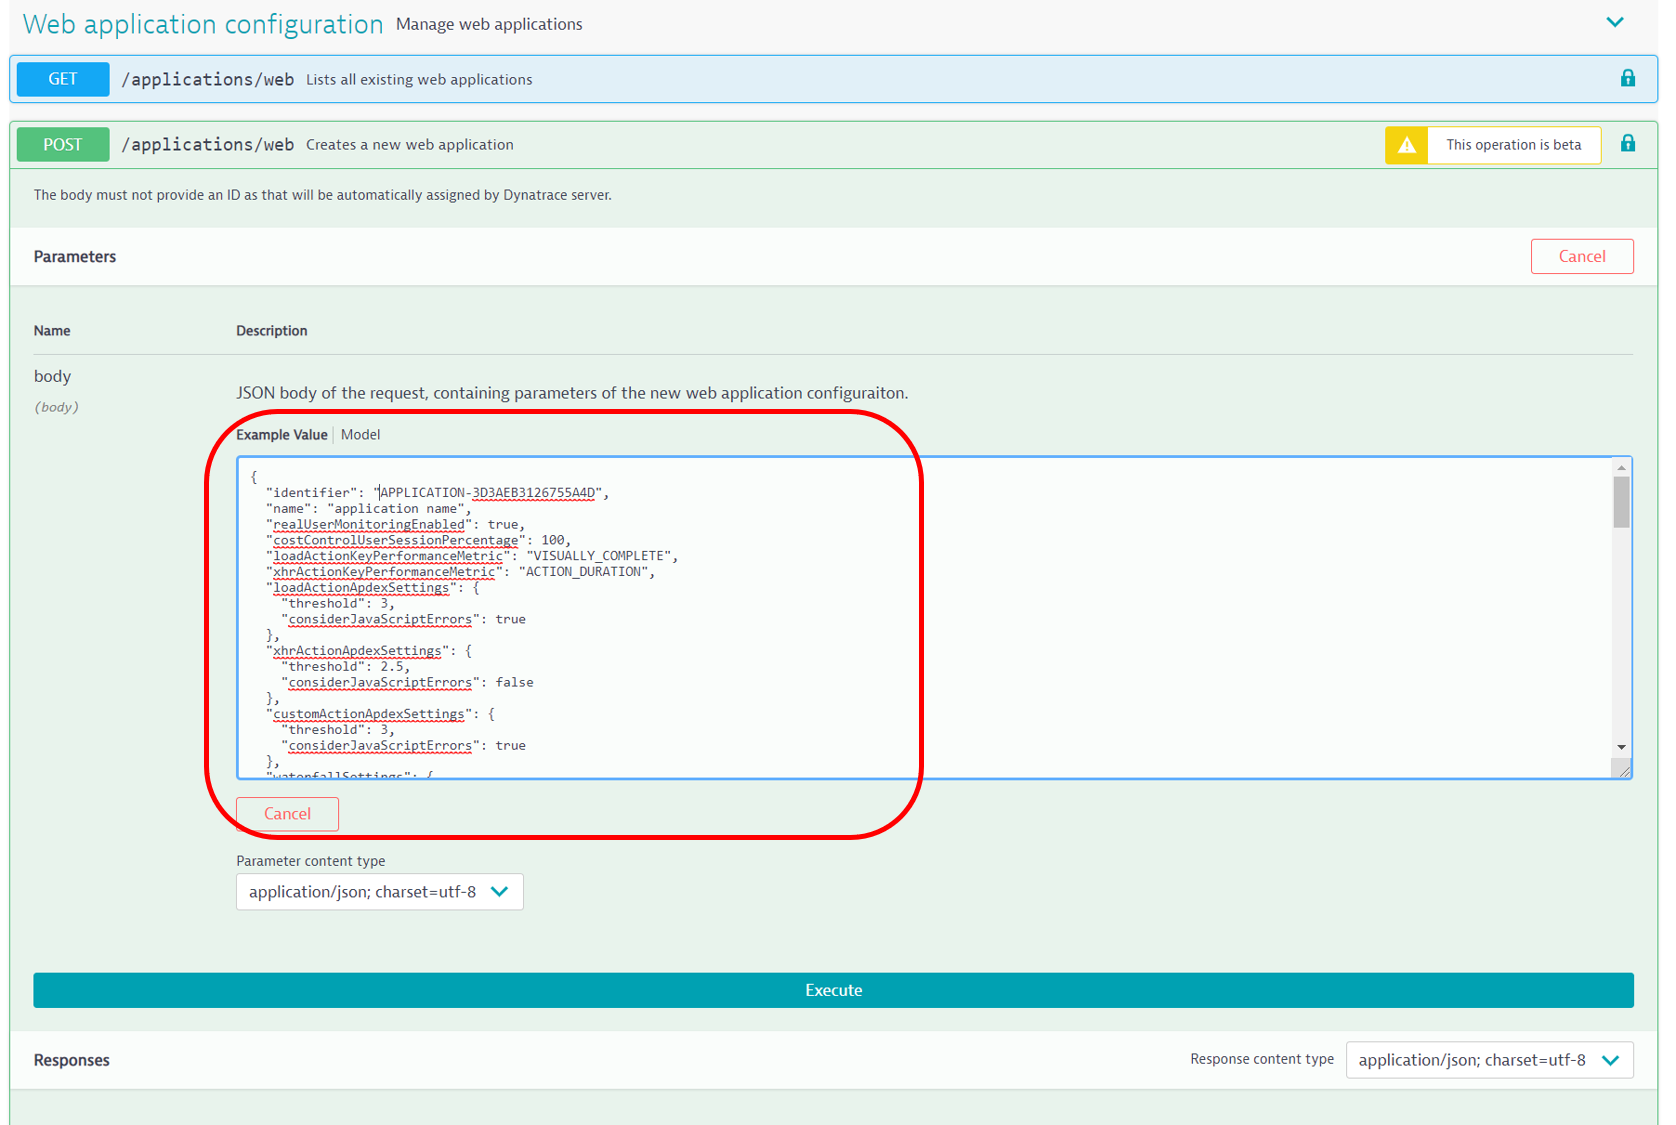 Web application configuration Manage web applications
GET /applications/web Lists all existing web applications
POST /applications/web Creates a new web application This operation is beta
The body must not provide an ID as that will be automatically assigned by Dynatrace server.
Parameters Cancel
Name Description
body
(body)
JSON body of the request, containing parameters of the new web application configuraiton.
Example Value Model
{
"identifier": "APPLICATION-3D3AEB3126755A4D",
"name": "application name",
"realUserMonitoringEnabled": true,
"costControlUserSessionPercentage": 100,
"loadActionKeyPerformanceMetric": "VISUALLY_COMPLETE",
"xhrActionKeyPerformanceMetric": "ACTION_DURATION",
"loadActionApdexSettings": {
"threshold": 3,
"considerJavaScriptErrors": true
},
"xhrActionApdexSettings": {
"threshold": 2.5,
"considerJavaScriptErrors": false
},
"customActionApdexSettings": {
"threshold": 3,
"considerJavaScriptErrors": true
},
"waterfallSettings": {
Cancel
Parameter content type
application/json; charset=utf-8
Execute
Responses Response content type application/json; charset=utf-8